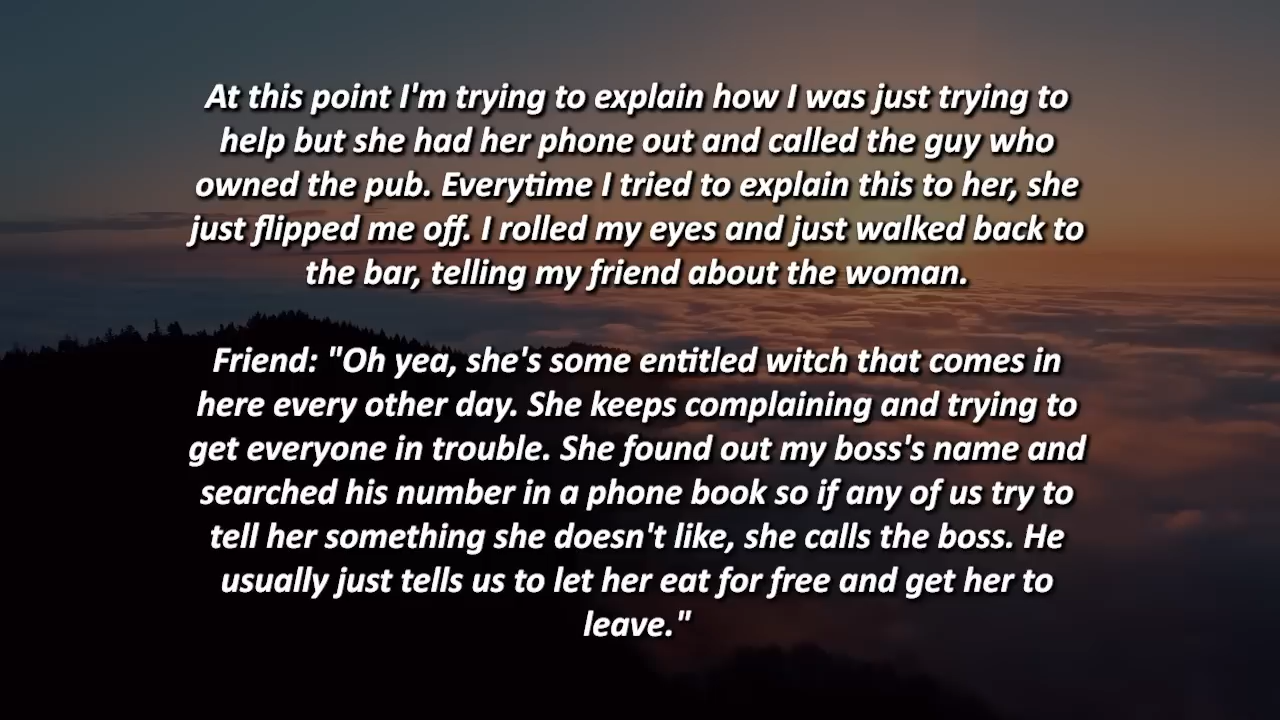 At this point I'm trying to explain how I was just trying to
help but she had her phone out and called the guy who
owned the pub. Everytime I tried to explain this to her, she
just flipped me off. I rolled my eyes and just walked back to
the bar, telling my friend about the woman.
Friend: "Oh yea, she's some entitled witch that comes in
here every other day. She keeps complaining and trying to
get everyone in trouble. She found out my boss's name and
searched his number in a phone book so if any of us try to
tell her something she doesn't like, she calls the boss. He
usually just tells us to let her eat for free and get her to
leave."